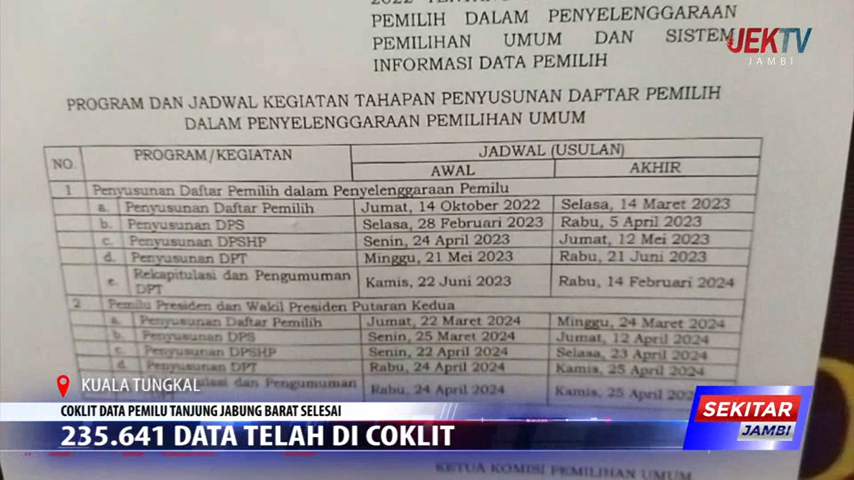 PEMILIH DALAM PENYELENGGARAAN
PEMILIHAN UMUM DAN SISTEM
INFORMASI DATA PEMILIH
JEKTV
JAMBI
PROGRAM DAN JADWAL KEGIATAN TAHAPAN PENYUSUNAN DAFTAR PEMILIH
DALAM PENYELENGGARAAN PEMILIHAN UMUM
NO. PROGRAM/KEGIATAN JADWAL (USULAN)
AWAL AKHIR
1 Penyusunan Daftar Pemilih dalam Penyelenggaraan Pemilu
a. Penyusunan Daftar Pemilih Jumat, 14 Oktober 2022 Selasa, 14 Maret 2023
b. Penyusunan DPS Selasa, 28 Februari 2023 Rabu, 5 April 2023
c. Penyusunan DPSHP Senin, 24 April 2023 Jumat, 12 Mei 2023
d. Penyusunan DPT Minggu, 21 Mei 2023 Rabu, 21 Juni 2023
e. Rekapitulasi dan Pengumuman DPT Kamis, 22 Juni 2023 Rabu, 14 Februari 2024
2 Pemilu Presiden dan Wakil Presiden Putaran Kedua
a. Penyusunan Daftar Pemilih Jumat, 22 Maret 2024 Minggu, 24 Maret 2024
b. Penyusunan DPS Senin, 25 Maret 2024 Jumat, 12 April 2024
c. Penyusunan DPSHP Senin, 22 April 2024 Selasa, 23 April 2024
d. Penyusunan DPT Rabu, 24 April 2024 Kamis, 25 April 2024
dan Pengumuman Rabu, 24 April 2024 Kamis, 25 April 2024
KUALA TUNGKAL
COKLIT DATA PEMILU TANJUNG JABUNG BARAT SELESAI
235.641 DATA TELAH DI COKLIT
SEKITAR
JAMBI
KETUA KOMISI PEMILIHAN UMUM